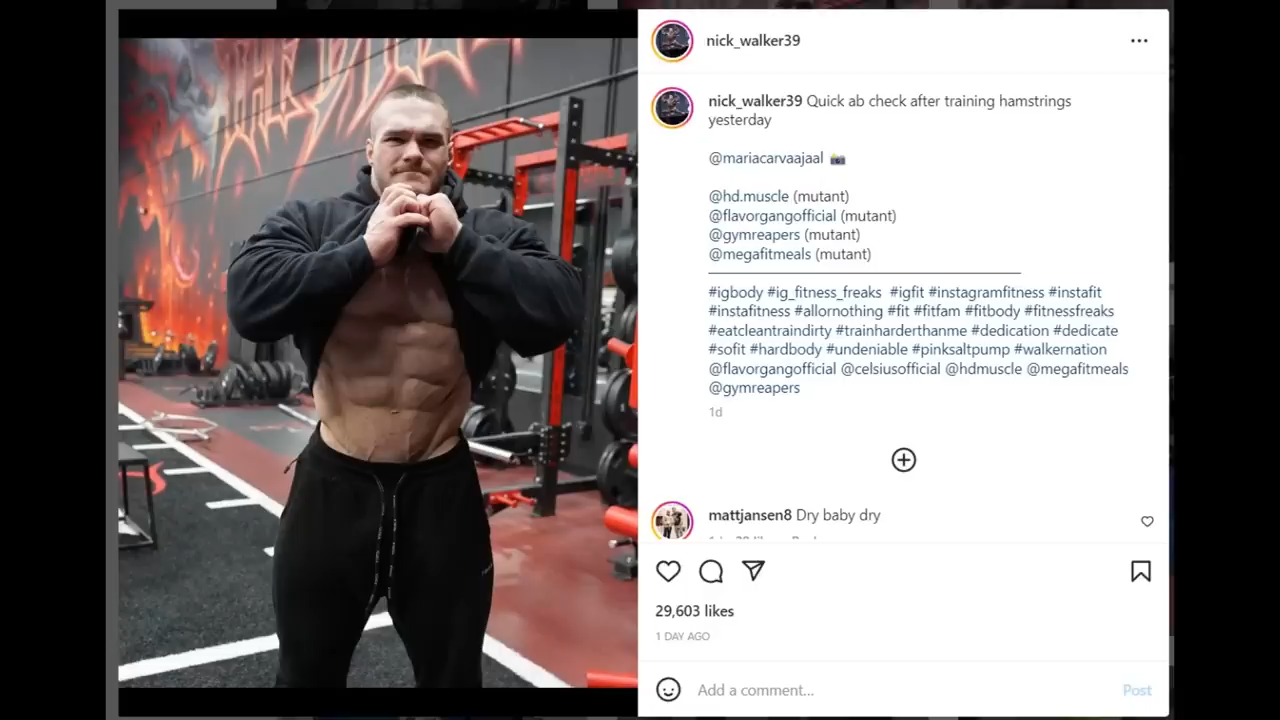 nick_walker39
nick_walker39 Quick ab check after training hamstrings
yesterday
@mariacarvaajaal 📸
@hd.muscle (mutant)
@flavorgangofficial (mutant)
@gymreapers (mutant)
@megafitmeals (mutant)
#igbody #ig_fitness_freaks #igfit #instagramfitness #instafit
#instafitness #allornothing #fit #fitfam #fitbody #fitnessfreaks
#eatcleantraindirty #trainharderthanme #dedication #dedicate
#sofit #hardbody #undeniable #pinksaltpump #walkernation
@flavorgangofficial @celsiusofficial @hdmuscle @megafitmeals
@gymreapers
1d
mattjansen8 Dry baby dry
29,603 likes
1 DAY AGO
Add a comment...
Post